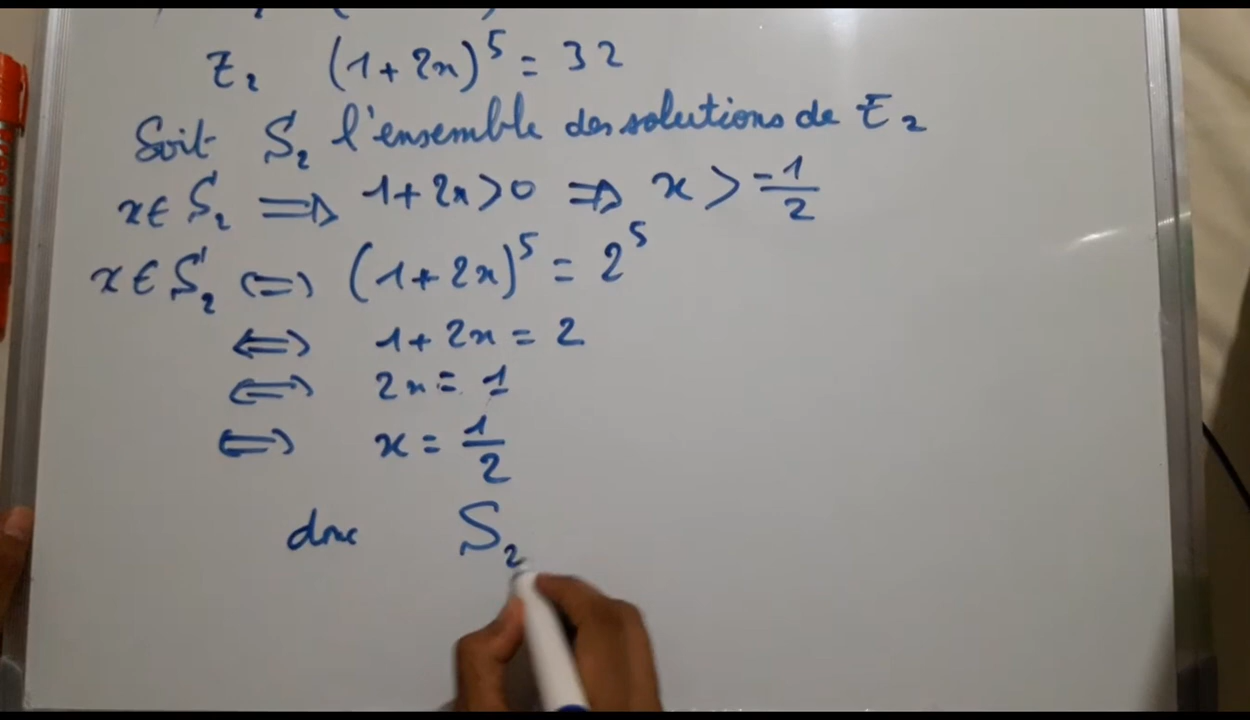 E₂ (1+2x)⁵ = 32
Soit S₂ l'ensemble des solutions de E₂
x ∈ S₂ ⟹ 1+2x > 0 ⟹ x > -1/2
x ∈ S₂ ⟺ (1+2x)⁵ = 2⁵
⟺ 1+2x = 2
⟺ 2x = 1
⟺ x = 1/2
donc S₂